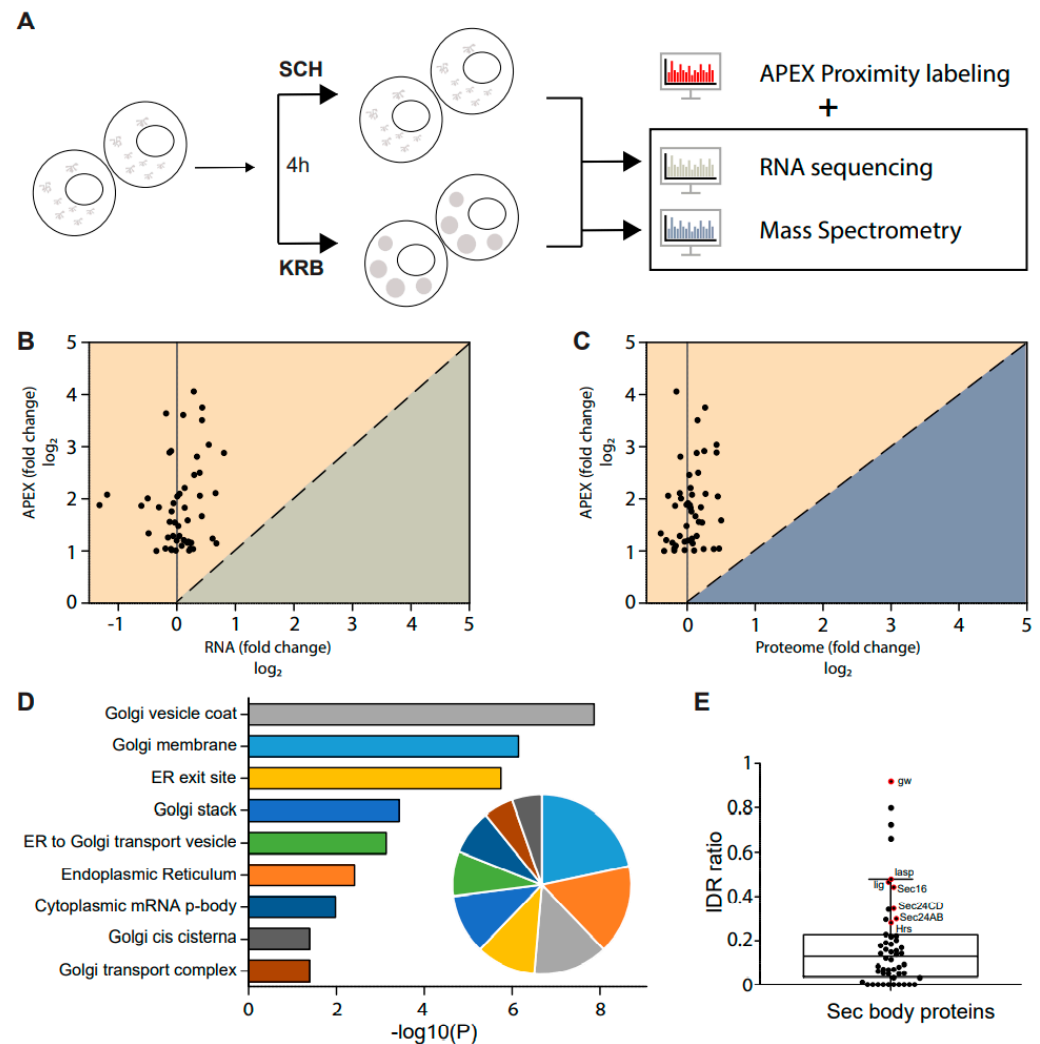 A
SCH
4h
KRB
APEX Proximity labeling
+
RNA sequencing
Mass Spectrometry
B
APEX (fold change)
log₂
5
4
3
2
1
0
-1 0 1 2 3 4 5
RNA (fold change)
log₂
C
APEX (fold change)
log₂
5
4
3
2
1
0
0 1 2 3 4 5
Proteome (fold change)
log₂
D
Golgi vesicle coat
Golgi membrane
ER exit site
Golgi stack
ER to Golgi transport vesicle
Endoplasmic Reticulum
Cytoplasmic mRNA p-body
Golgi cis cisterna
Golgi transport complex
0 2 4 6 8
-log10(P)
E
IDR ratio
1
0.8
0.6
0.4
0.2
0
gw
lasp
lig
Sec16
Sec24CD
Sec24AB
Hrs
Sec body proteins